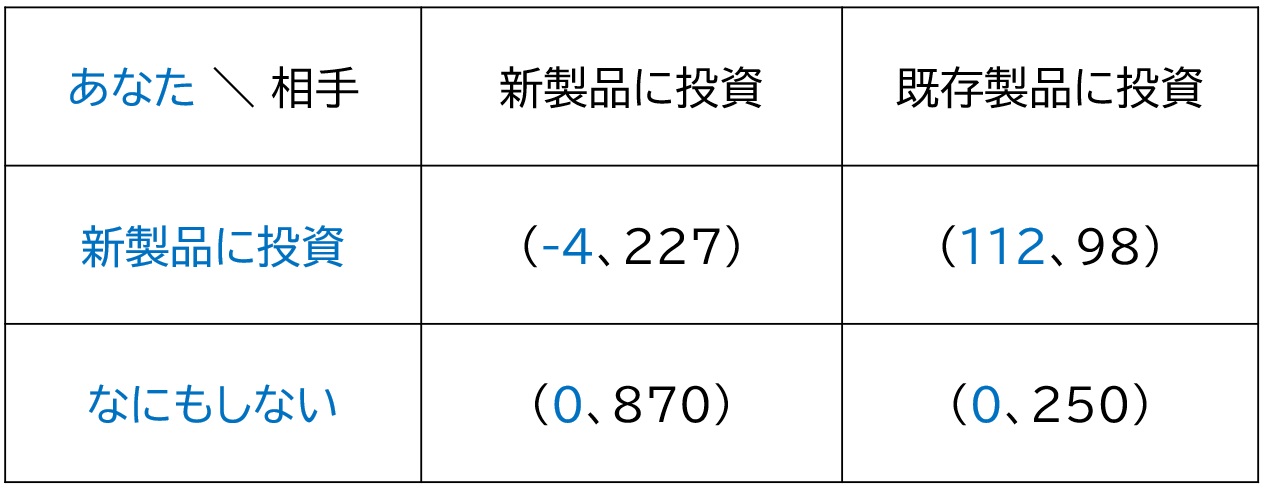 あなた ＼ 相手 新製品に投資 既存製品に投資
新製品に投資 （-4、227） （112、98）
なにもしない （0、870） （0、250）